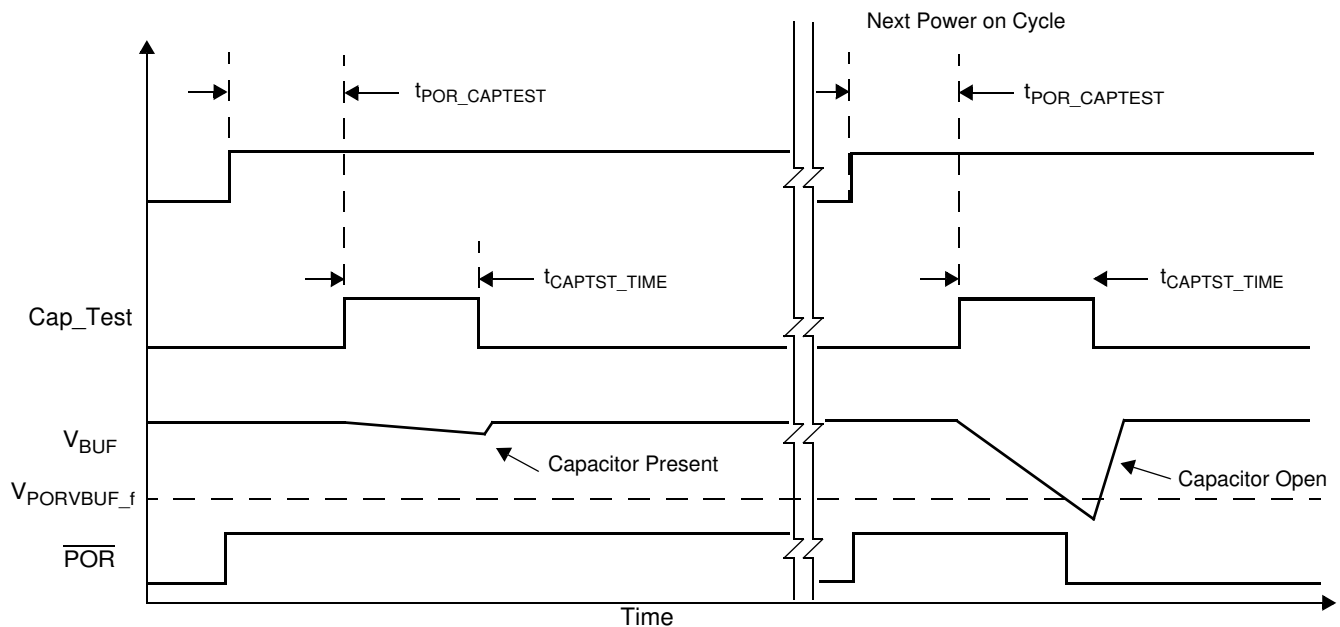 Next Power on Cycle
tPOR_CAPTEST
tPOR_CAPTEST
tCAPTST_TIME
tCAPTST_TIME
Cap_Test
VBUF
Capacitor Present
Capacitor Open
VPORVBUF_f
POR
Time